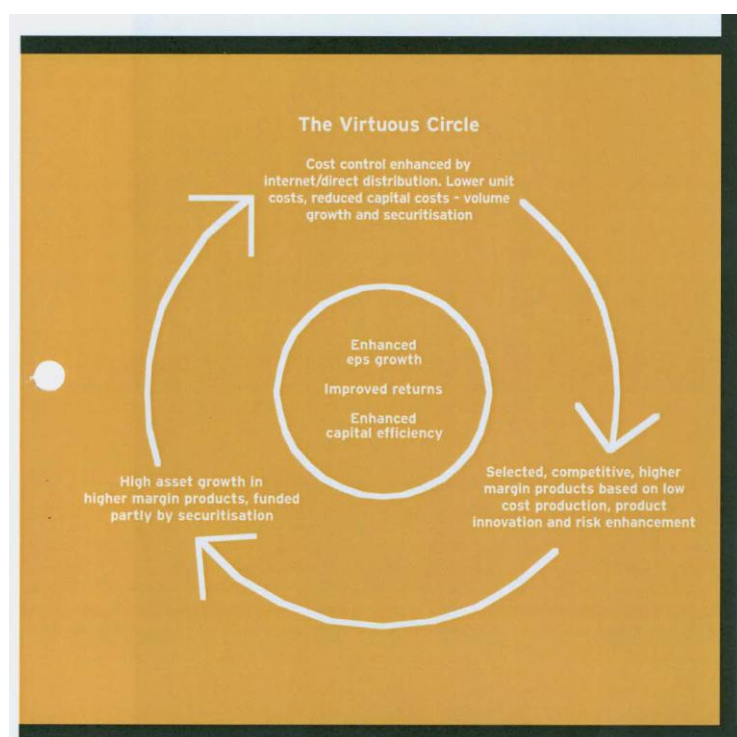 The Virtuous Circle
Cost control enhanced by
internet/direct distribution. Lower unit
costs, reduced capital costs - volume
growth and securitisation
Enhanced
eps growth
Improved returns
Enhanced
capital efficiency
Selected, competitive, higher
margin products based on low
cost production, product
innovation and risk enhancement
High asset growth in
higher margin products, funded
partly by securitisation